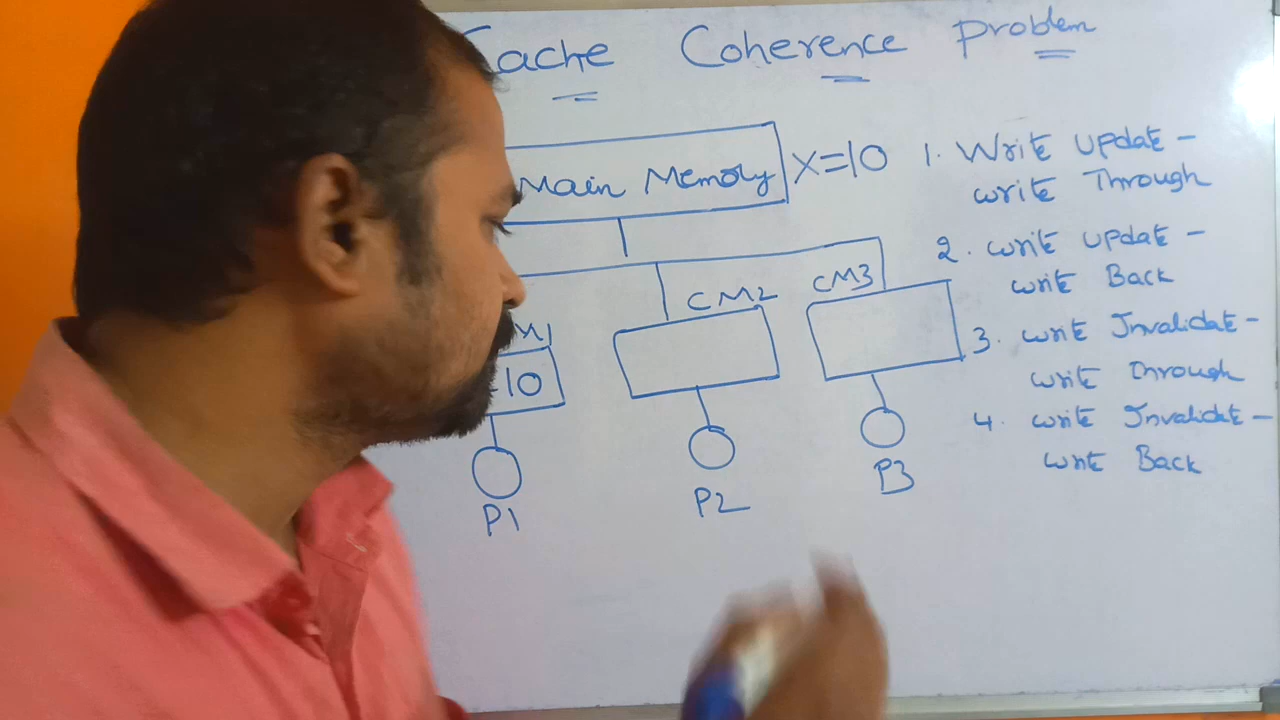 Cache Coherence Problem
Main Memory X=10
1. Write Update -
write Through
2. write update -
write Back
3. write Invalidate -
write through
4. write Invalidate -
write Back
CM2
CM3
10
P1
P2
P3